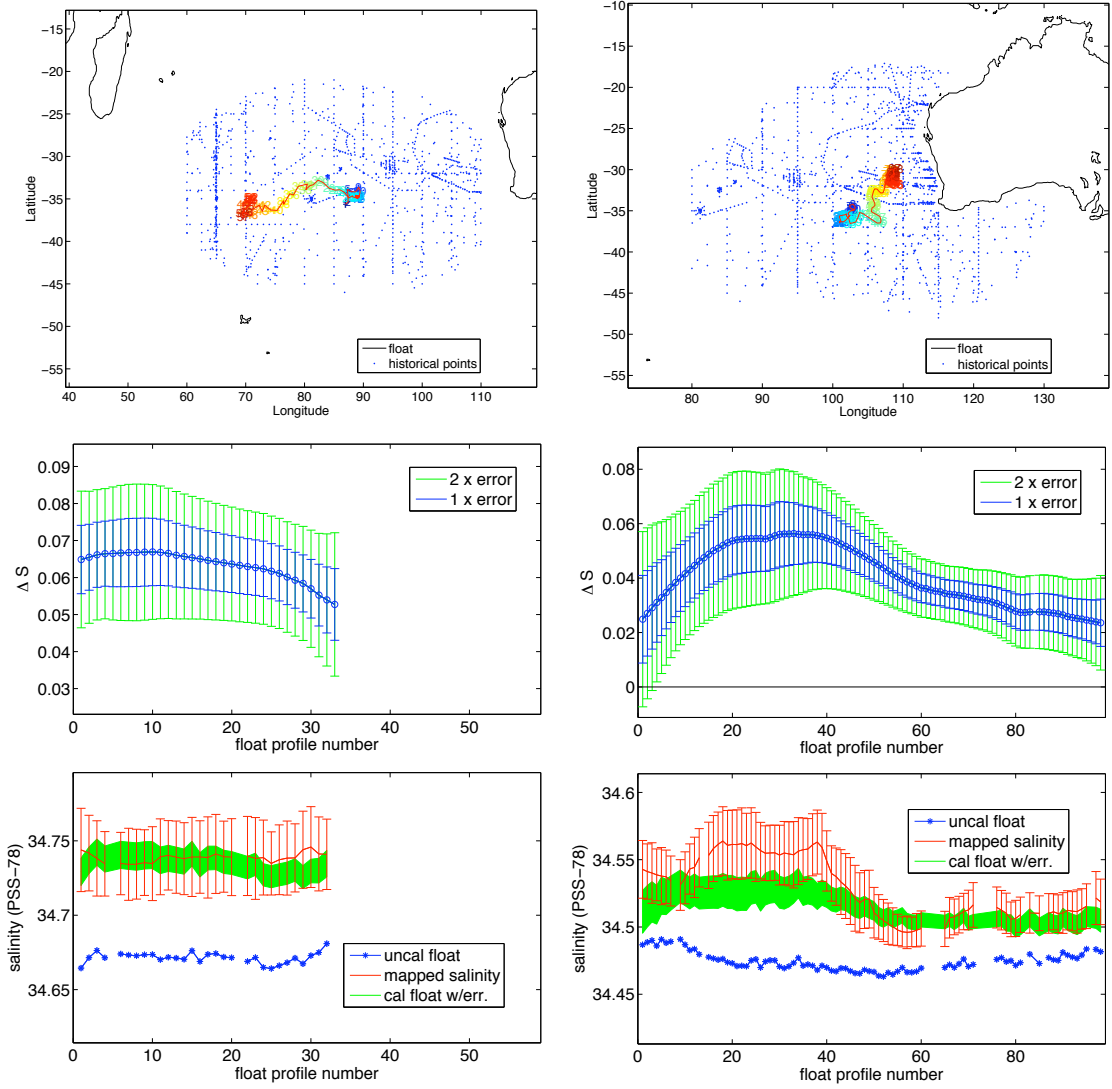 −15
−20
−25
−30
−35
−40
−45
−50
−55
Latitude
40 50 60 70 80 90 100 110
Longitude
float
historical points
−10
−15
−20
−25
−30
−35
−40
−45
−50
−55
Latitude
80 90 100 110 120 130
Longitude
float
historical points
0.09
0.08
0.07
0.06
0.05
0.04
0.03
Δ S
0 10 20 30 40 50
float profile number
2 x error
1 x error
0.08
0.06
0.04
0.02
0
Δ S
0 20 40 60 80
float profile number
2 x error
1 x error
34.75
34.7
34.65
salinity (PSS−78)
0 10 20 30 40 50
float profile number
uncal float
mapped salinity
cal float w/err.
34.6
34.55
34.5
34.45
salinity (PSS−78)
0 20 40 60 80
float profile number
uncal float
mapped salinity
cal float w/err.